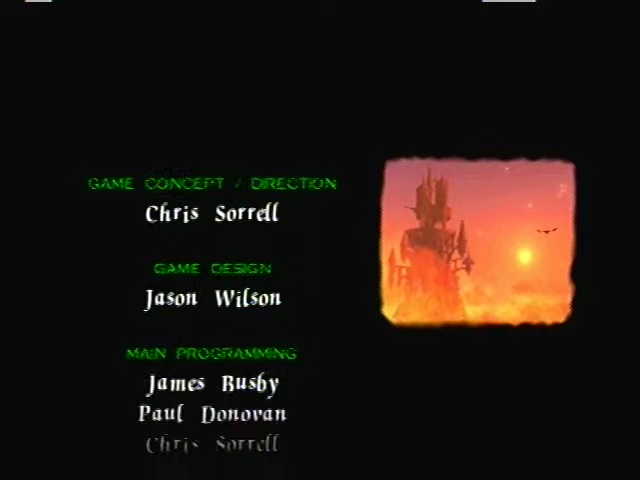 GAME CONCEPT / DIRECTION
Chris Sorrell
GAME DESIGN
Jason Wilson
MAIN PROGRAMMING
James Busby
Paul Donovan
Chris Sorrell